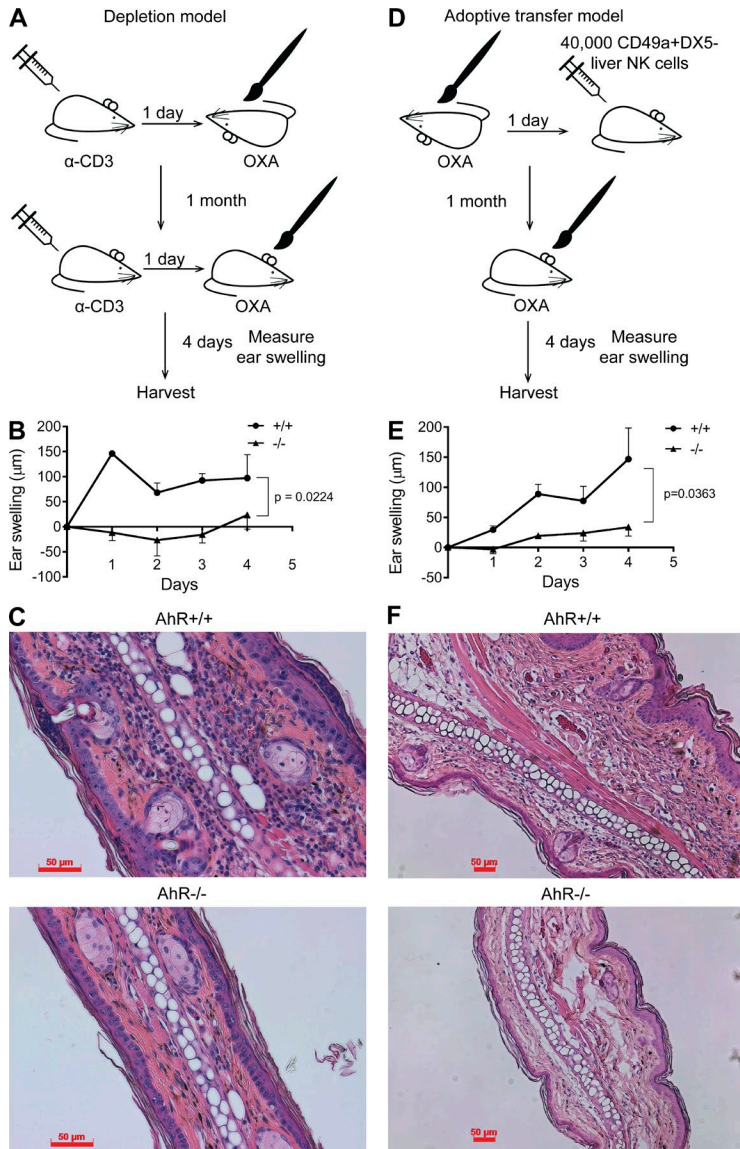 A
Depletion model
1 day
α-CD3
OXA
1 month
1 day
α-CD3
OXA
4 days
Measure
ear swelling
Harvest
B
200
150
100
50
0
-50
-100
Ear swelling (μm)
+/+
-/-
p = 0.0224
1
2
3
4
5
Days
C
AhR+/+
50 μm
AhR-/-
50 μm
D
Adoptive transfer model
40,000 CD49a+DX5-
liver NK cells
1 day
OXA
1 month
OXA
4 days
Measure
ear swelling
Harvest
E
200
150
100
50
0
-50
Ear swelling (μm)
+/+
-/-
p=0.0363
1
2
3
4
5
Days
F
AhR+/+
50 μm
AhR-/-
50 μm